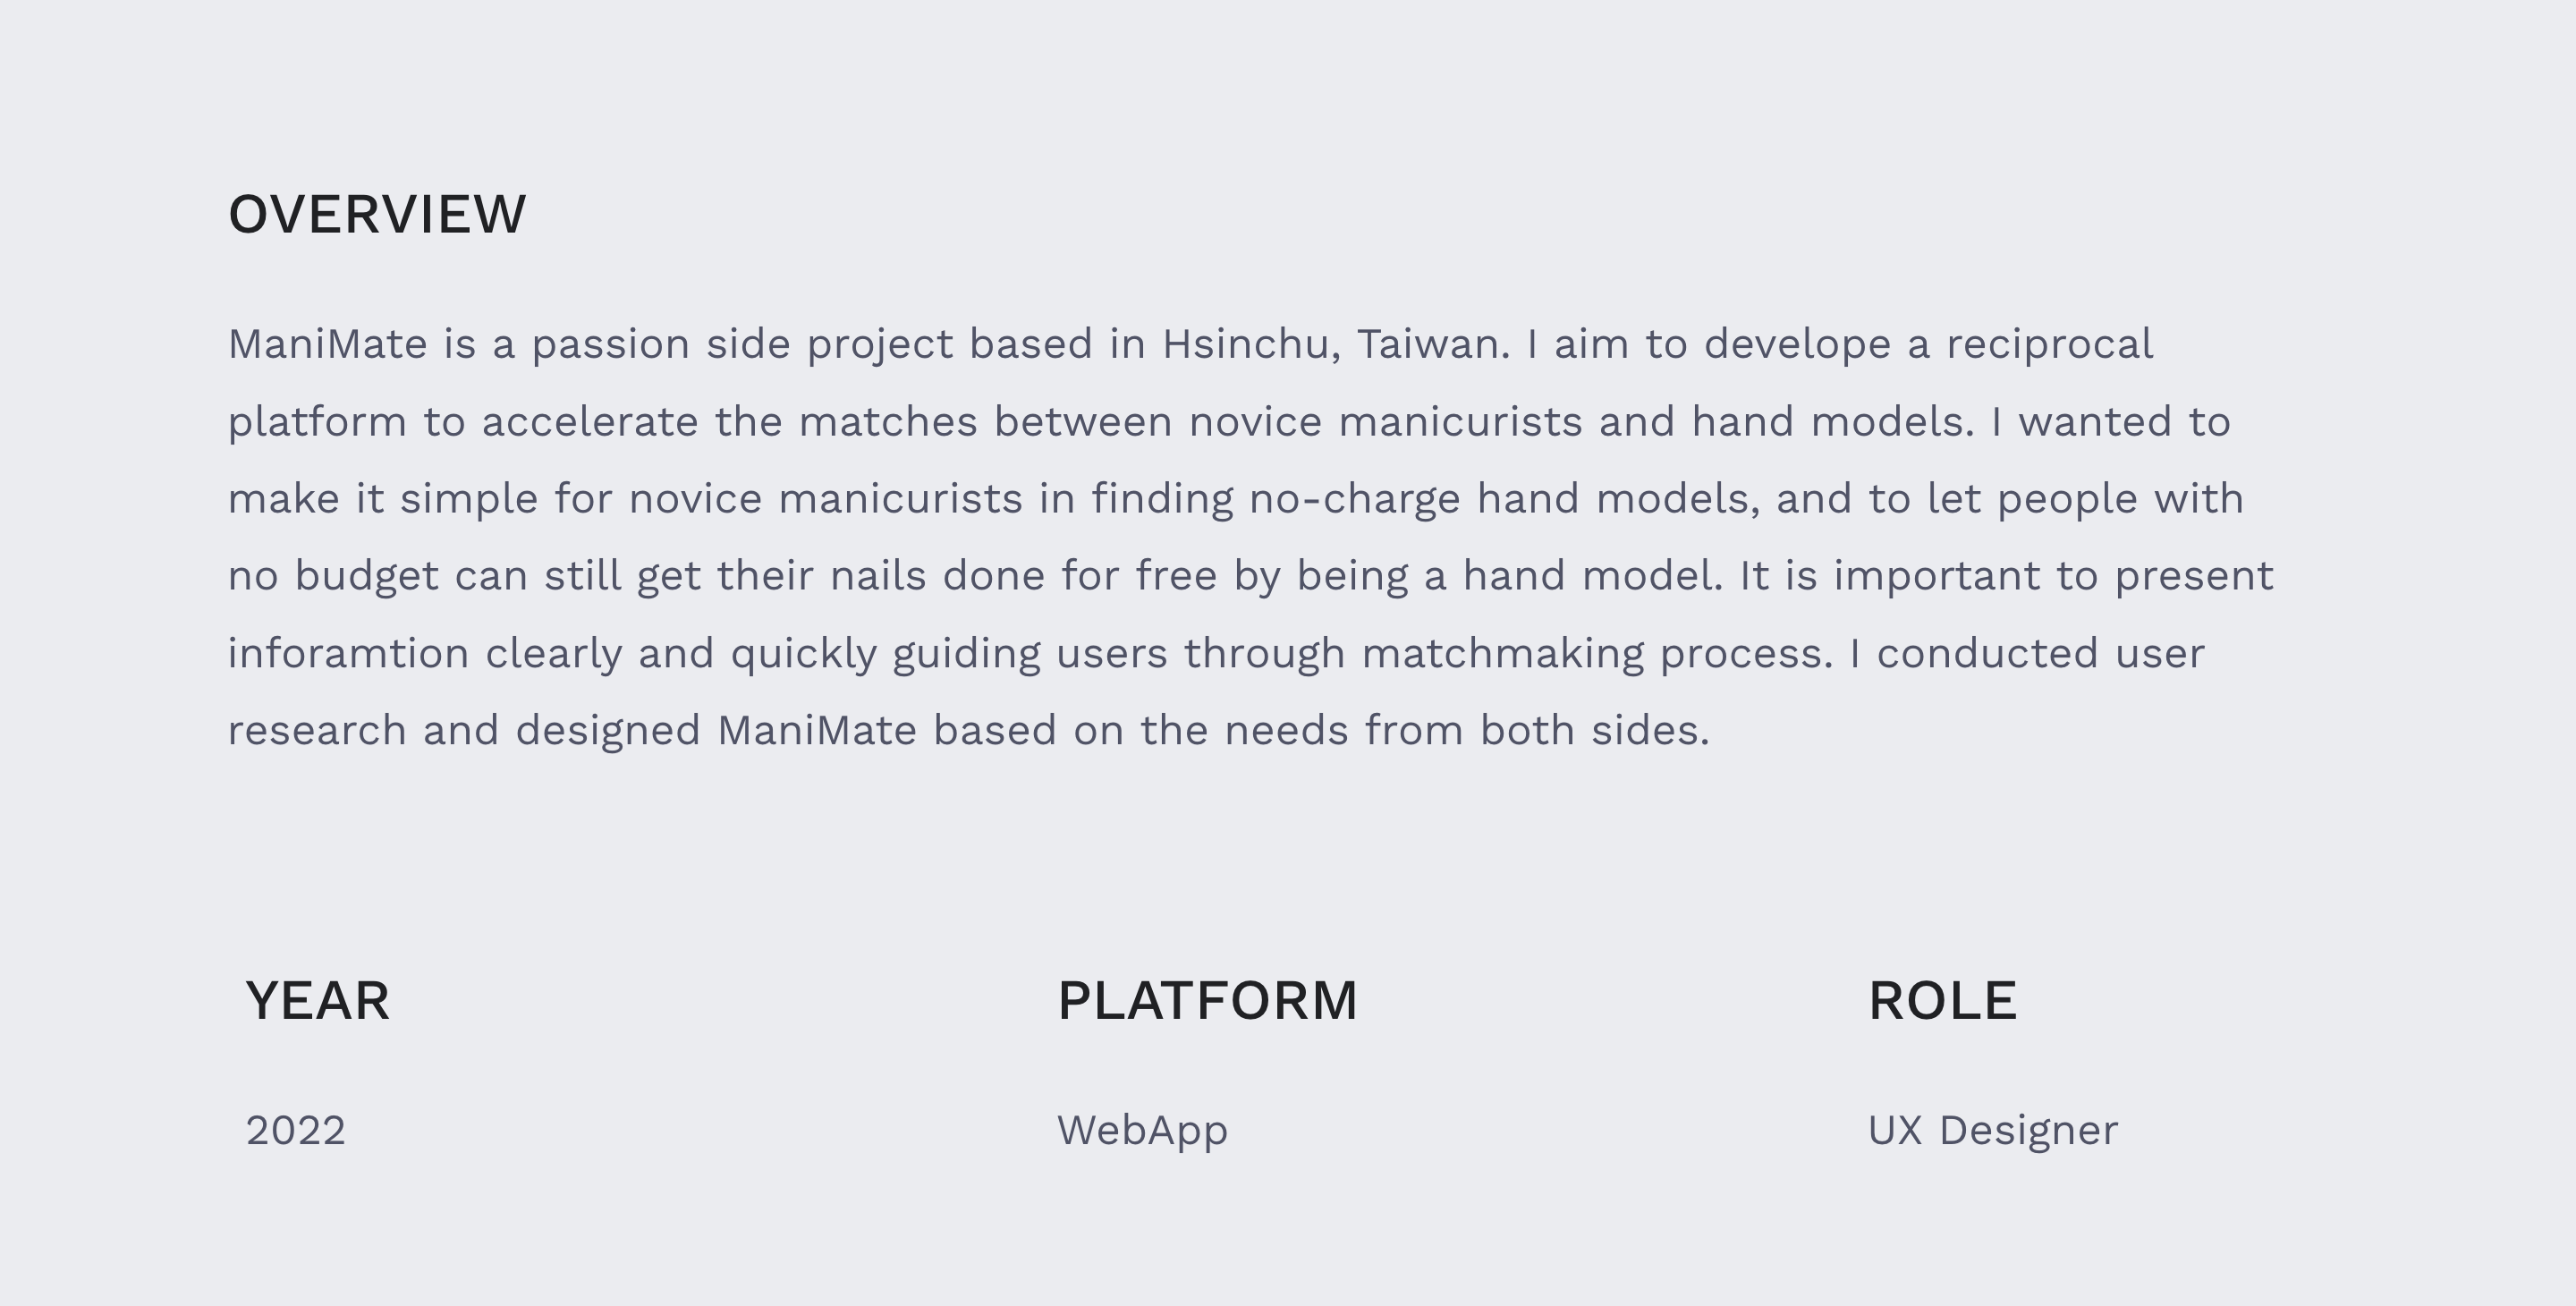 OVERVIEW
ManiMate is a passion side project based in Hsinchu, Taiwan. I aim to develope a reciprocal
platform to accelerate the matches between novice manicurists and hand models. I wanted to
make it simple for novice manicurists in finding no-charge hand models, and to let people with
no budget can still get their nails done for free by being a hand model. It is important to present
inforamtion clearly and quickly guiding users through matchmaking process. I conducted user
research and designed ManiMate based on the needs from both sides.
YEAR
2022
PLATFORM
WebApp
ROLE
UX Designer